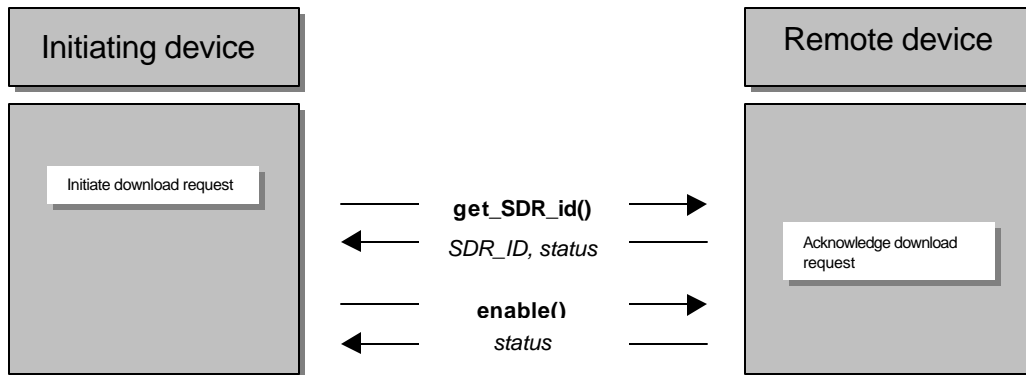 Initiating device
Remote device
Initiate download request
get_SDR_id()
SDR_ID, status
Acknowledge download
request
enable()
status